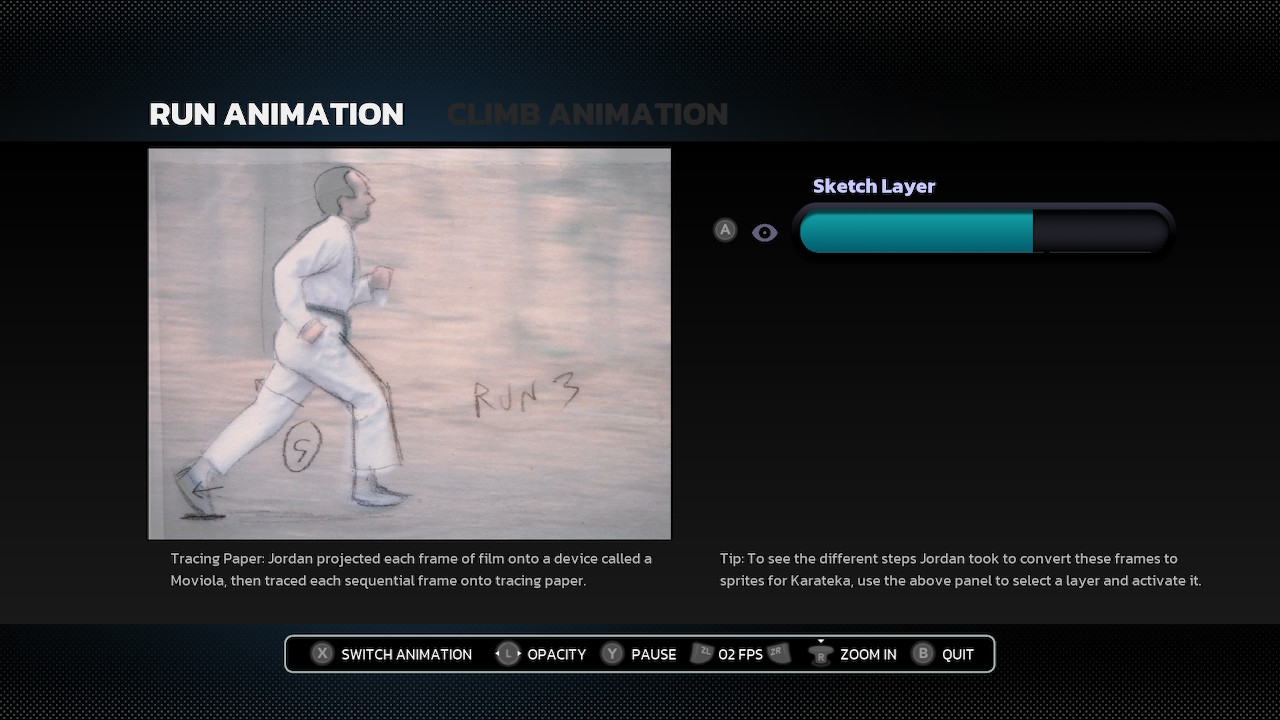 RUN ANIMATION CLIMB ANIMATION
Sketch Layer
A
RUN 3
5
Tracing Paper: Jordan projected each frame of film onto a device called a
Moviola, then traced each sequential frame onto tracing paper.
Tip: To see the different steps Jordan took to convert these frames to
sprites for Karateka, use the above panel to select a layer and activate it.
X SWITCH ANIMATION L OPACITY Y PAUSE ZL 02 FPS ZR R ZOOM IN B QUIT